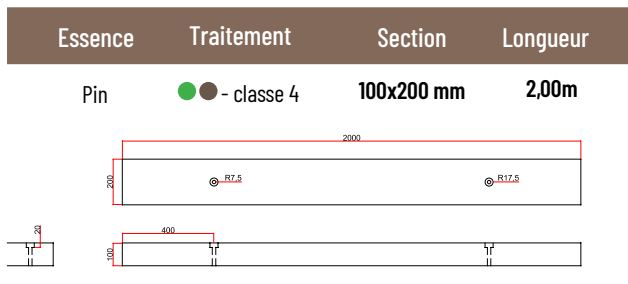 Essence Traitement Section Longueur
Pin - classe 4 100x200 mm 2,00m
2000
200 R7.5 R17.5
20 400
100